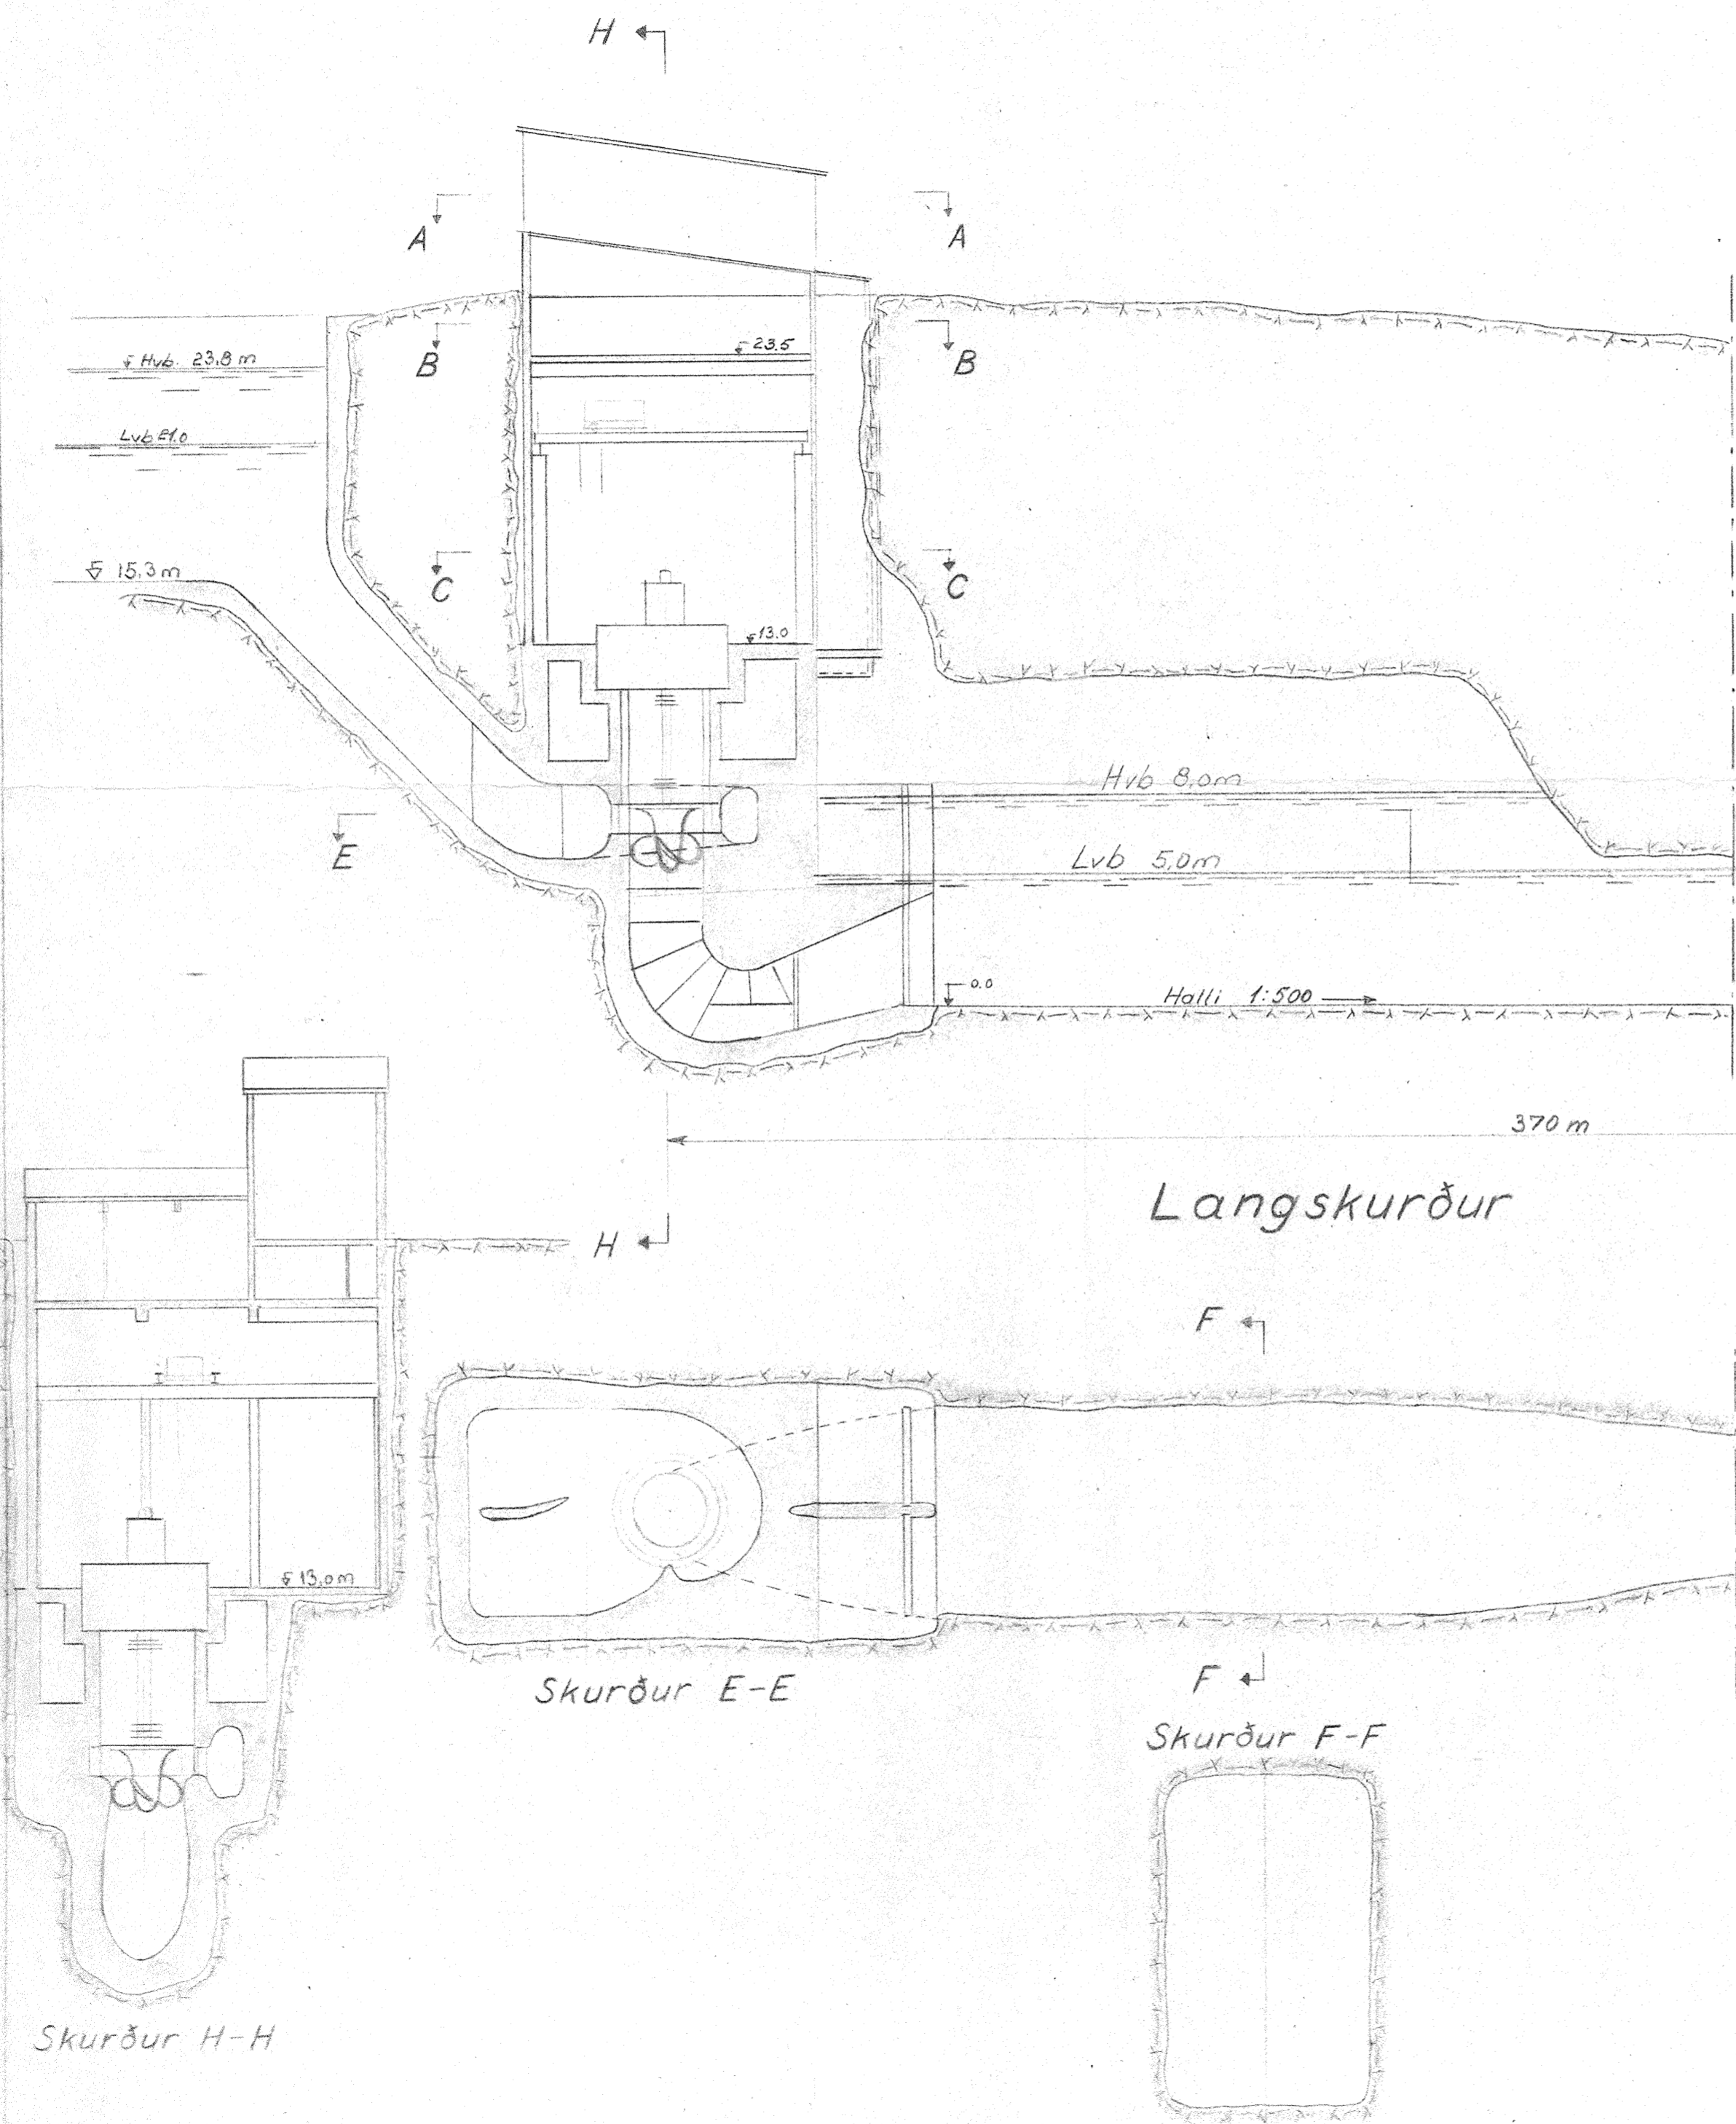 H
A A
23.5
Hvb. 23,8 m
B B
Lvb 21.0
15,3 m
C C
13.0
Hvb 8,0m
E
Lvb 5,0m
0.0
Halli 1:500
370 m
Langskurður
H
F
13,0m
Skurður E-E
F
Skurður F-F
Skurður H-H